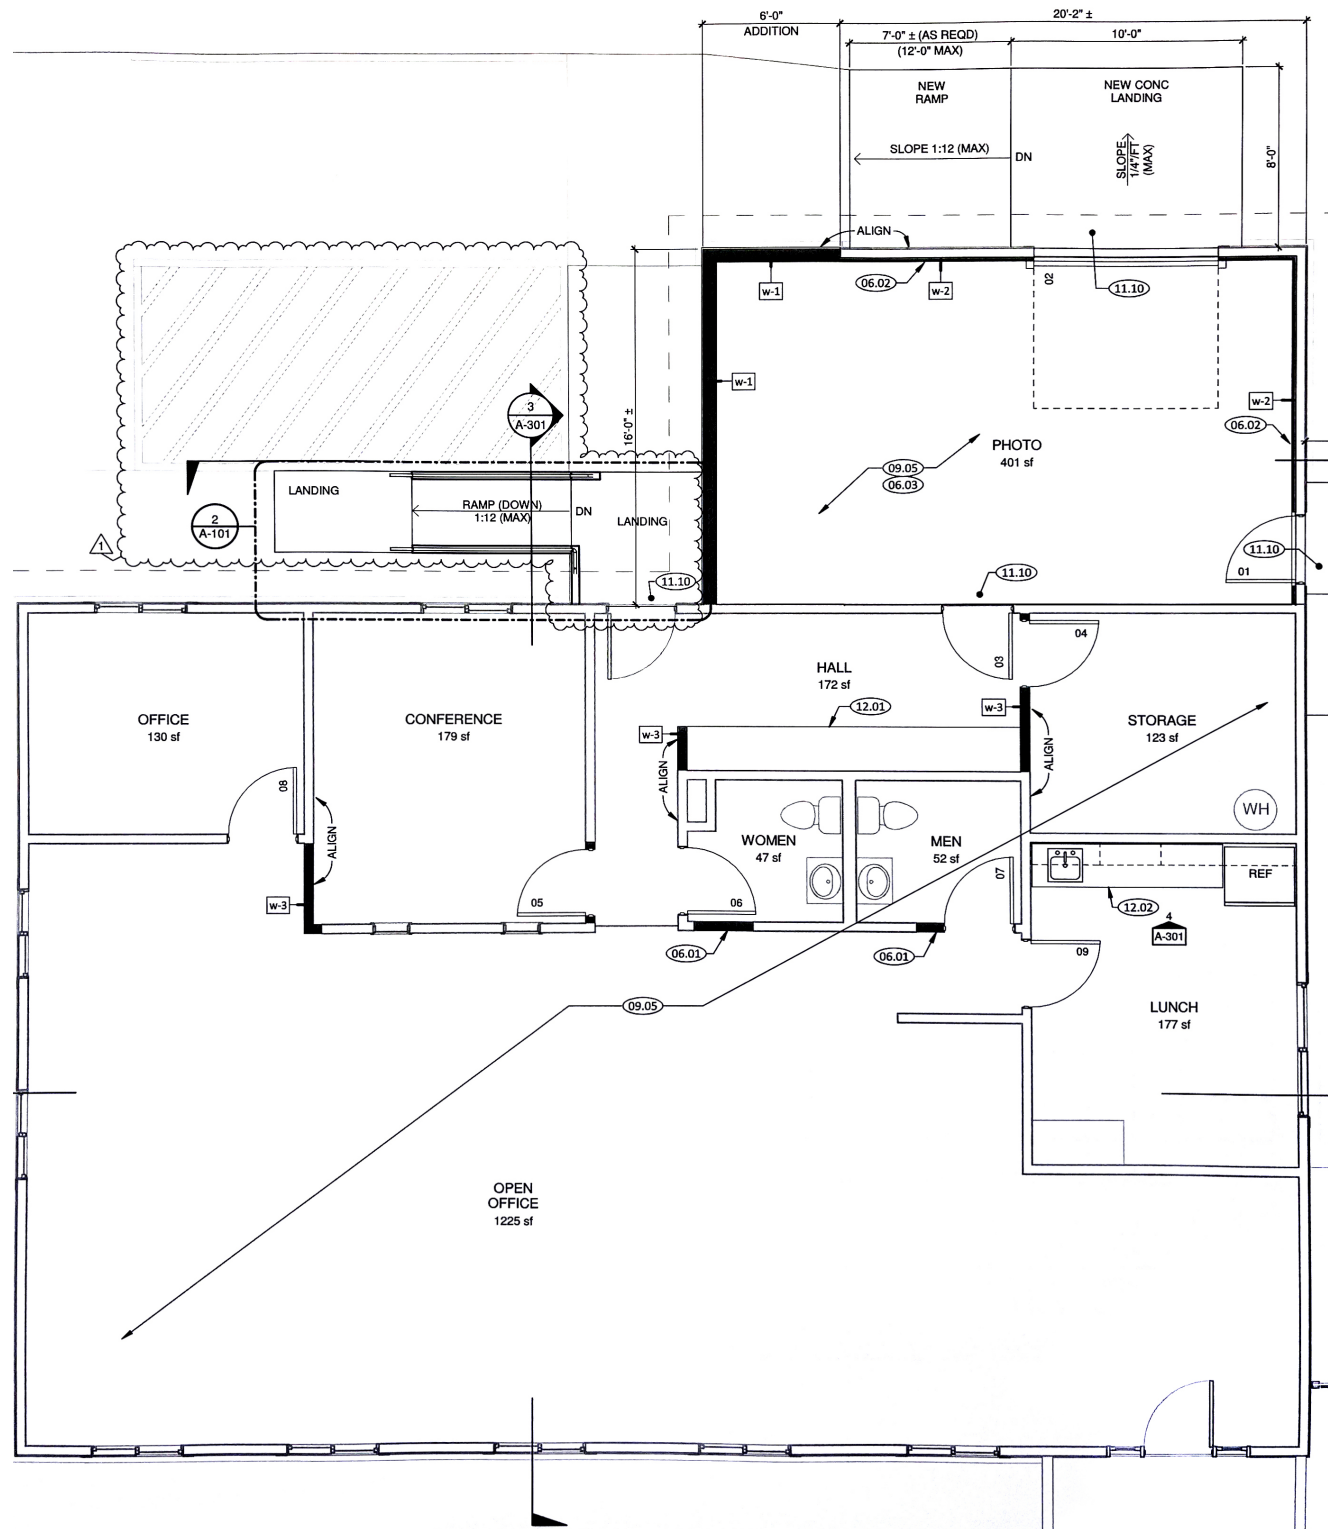 6'-0"
ADDITION
20'-2" ±
7'-0" ± (AS REQD)
(12'-0" MAX)
10'-0"
NEW
RAMP
NEW CONC
LANDING
SLOPE 1:12 (MAX)
DN
SLOPE
1/4"/FT
(MAX)
8'-0"
ALIGN
w-1
06.02
w-2
02
11.10
w-1
w-2
06.02
3
A-301
16'-0" ±
PHOTO
401 sf
09.05
06.03
LANDING
RAMP (DOWN)
1:12 (MAX)
DN
LANDING
2
A-101
1
11.10
11.10
11.10
01
03
04
HALL
172 sf
12.01
w-3
w-3
OFFICE
130 sf
CONFERENCE
179 sf
STORAGE
123 sf
ALIGN
ALIGN
08
ALIGN
WH
WOMEN
47 sf
MEN
52 sf
07
REF
w-3
05
06
12.02
4
A-301
06.01
06.01
09
09.05
LUNCH
177 sf
OPEN
OFFICE
1225 sf